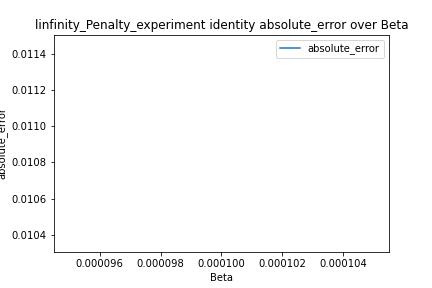 linfinity_Penalty_experiment identity absolute_error over Beta
absolute_error
0.0114
0.0112
0.0110
absolute_error
0.0108
0.0106
0.0104
0.000096 0.000098 0.000100 0.000102 0.000104
Beta